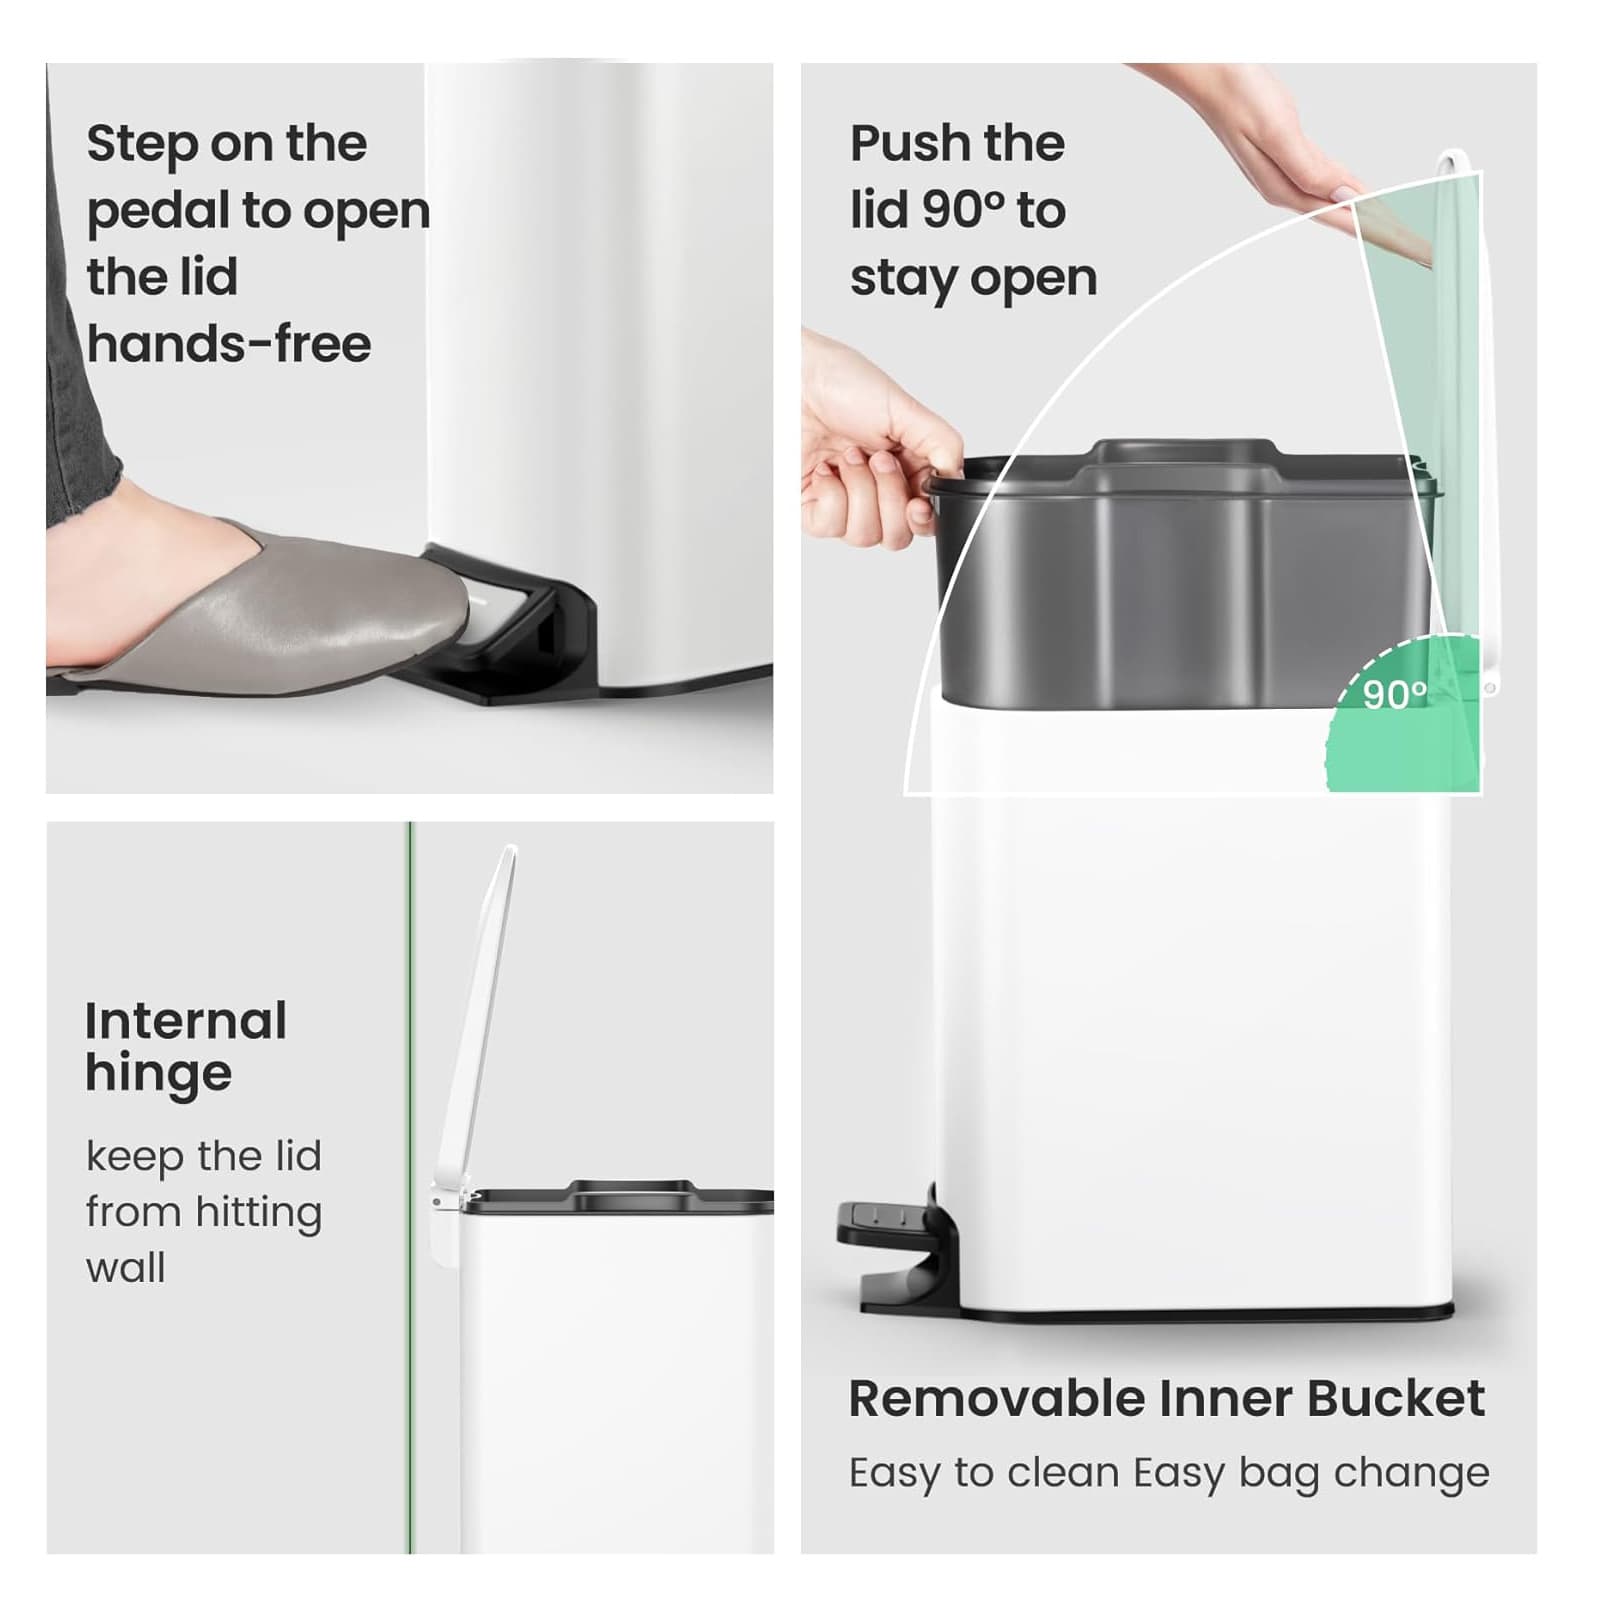 Step on the
pedal to open
the lid
hands-free
Push the
lid 90° to
stay open
90°
Internal
hinge
keep the lid
from hitting
wall
Removable Inner Bucket
Easy to clean Easy bag change